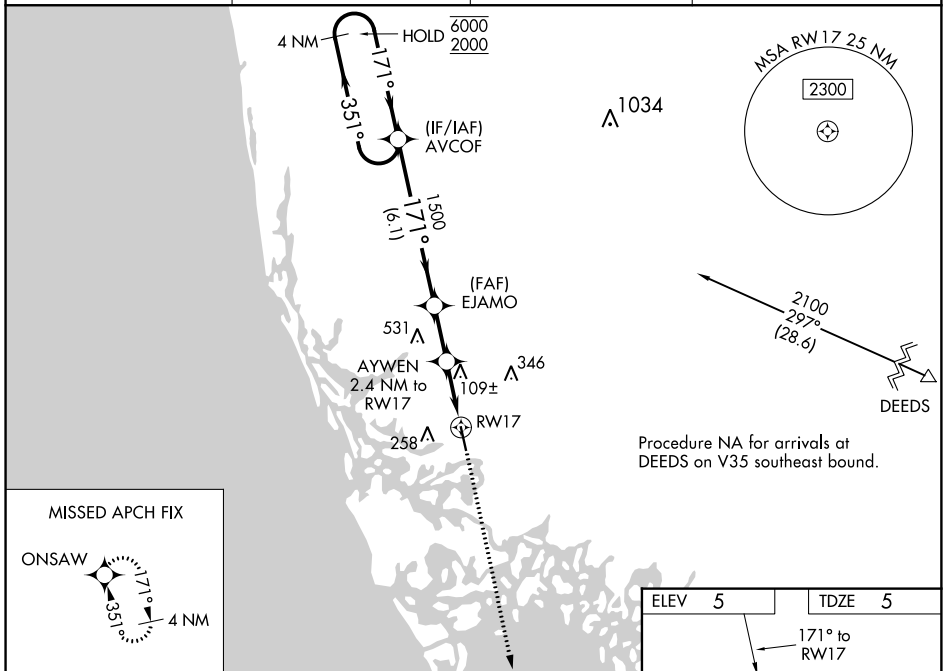 6000
4 NM
HOLD
2000
171°
351°
(IF/IAF)
AVCOF
1034
MSA RW17 25 NM
2300
1500
171°
(6.1)
(FAF)
EJAMO
2100
297°
(28.6)
DEEDS
531
AYWEN
2.4 NM to
RW17
109±
346
RW17
258
Procedure NA for arrivals at
DEEDS on V35 southeast bound.
MISSED APCH FIX
ONSAW
171°
351°
4 NM
ELEV 5
TDZE 5
171° to
RW17